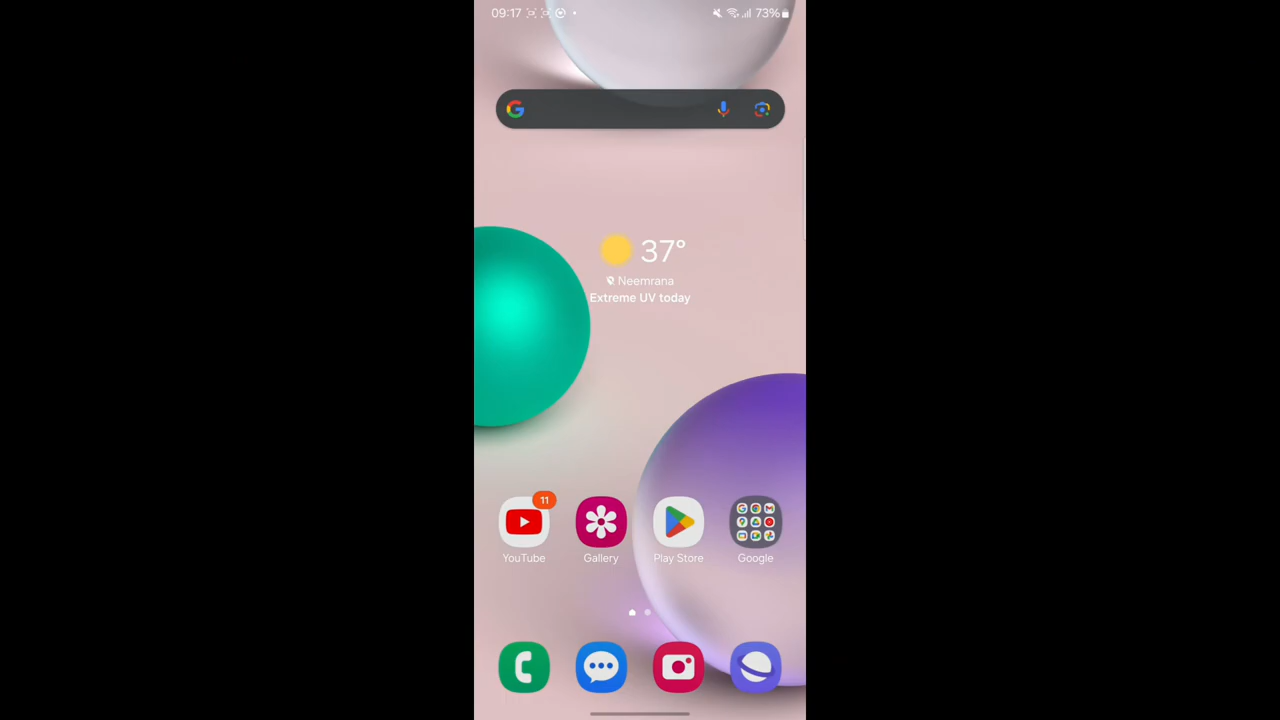 09:17
73%
37°
Neemrana
Extreme UV today
11
YouTube
Gallery
Play Store
Google